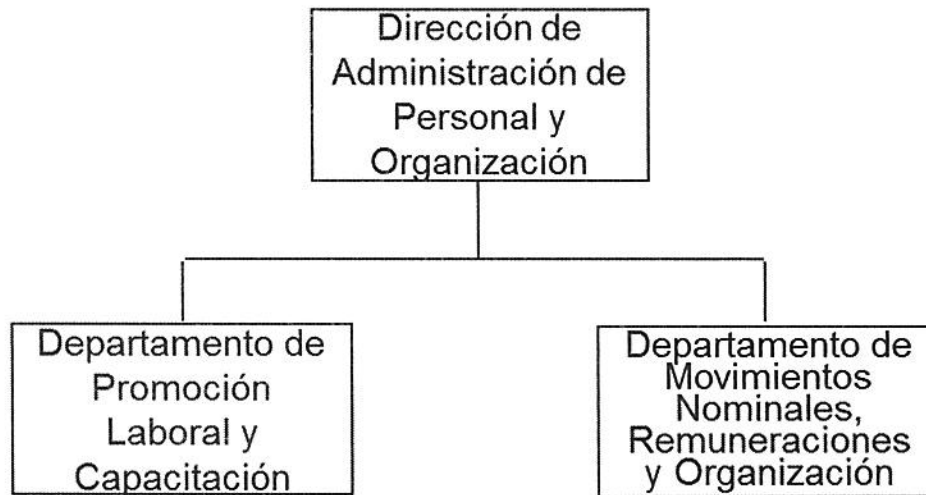 Dirección de
Administración de
Personal y
Organización
Departamento de
Promoción
Laboral y
Capacitación
Departamento de
Movimientos
Nominales,
Remuneraciones
y Organización